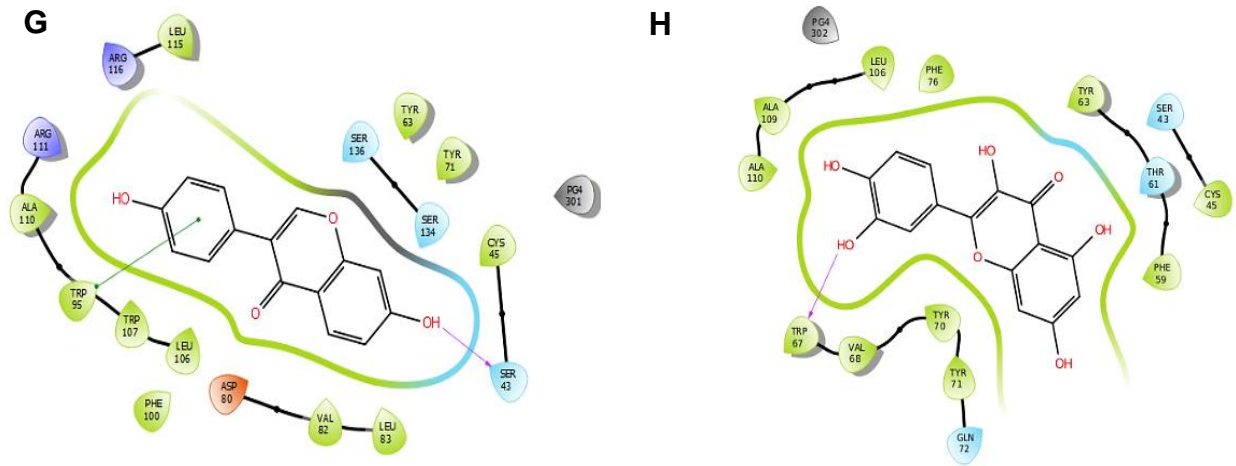 G
LEU
115
ARG
116
ARG
111
ALA
110
TRP
95
TRP
107
LEU
106
PHE
100
ASP
80
VAL
82
LEU
83
SER
43
CYS
45
SER
134
SER
136
TYR
63
TYR
71
PG4
301
HO
O
O
OH
H
PG4
302
LEU
106
PHE
76
ALA
109
ALA
110
TYR
63
SER
43
THR
61
CYS
45
PHE
59
TRP
67
VAL
68
TYR
70
TYR
71
GLN
72
HO
HO
HO
O
O
OH
OH